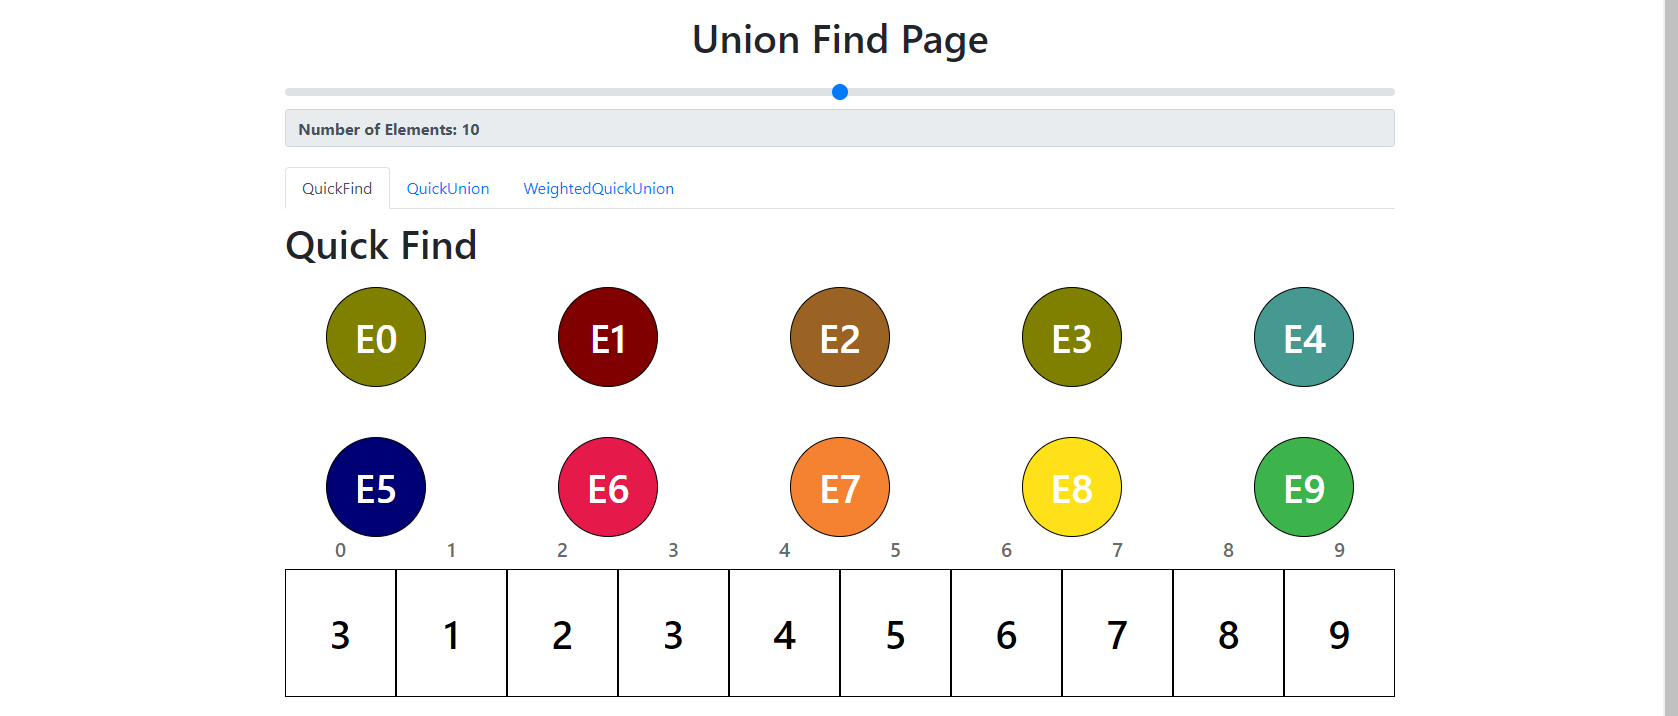 Union Find Page
Number of Elements: 10
QuickFind QuickUnion WeightedQuickUnion
Quick Find
E0 E1 E2 E3 E4
E5 E6 E7 E8 E9
0 1 2 3 4 5 6 7 8 9
3 1 2 3 4 5 6 7 8 9